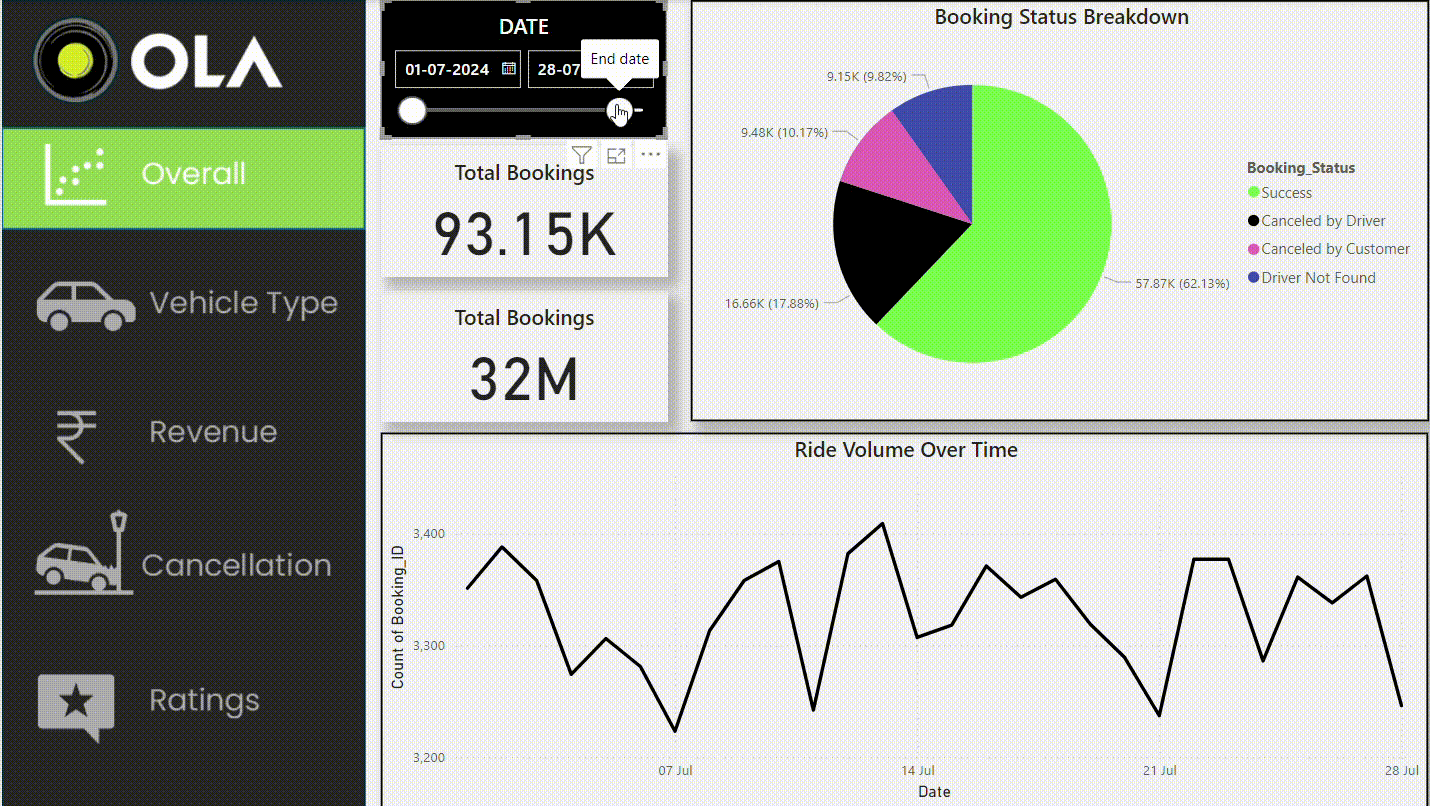 OLA
Overall
Vehicle Type
Revenue
Cancellation
Ratings
DATE
01-07-2024
28-07
End date
Total Bookings
93.15K
Total Bookings
32M
Booking Status Breakdown
9.15K (9.82%)
9.48K (10.17%)
16.66K (17.88%)
57.87K (62.13%)
Booking_Status
Success
Canceled by Driver
Canceled by Customer
Driver Not Found
Ride Volume Over Time
Count of Booking_ID
3,400
3,300
3,200
07 Jul
14 Jul
21 Jul
28 Jul
Date